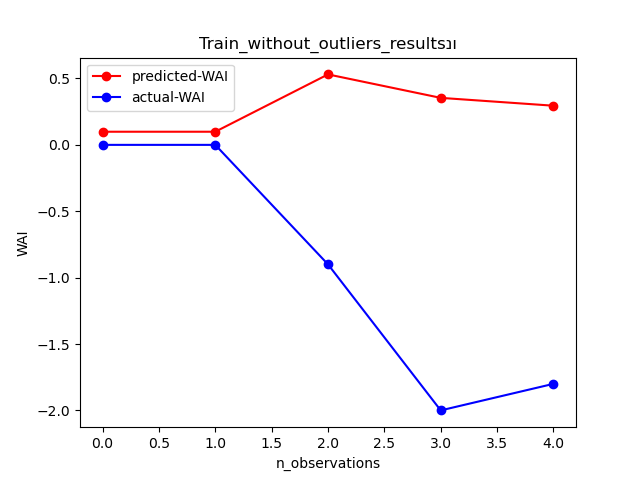 Train_without_outliers_resultsנו
predicted-WAI
actual-WAI
0.5
0.0
−0.5
−1.0
−1.5
−2.0
WAI
0.0 0.5 1.0 1.5 2.0 2.5 3.0 3.5 4.0
n_observations